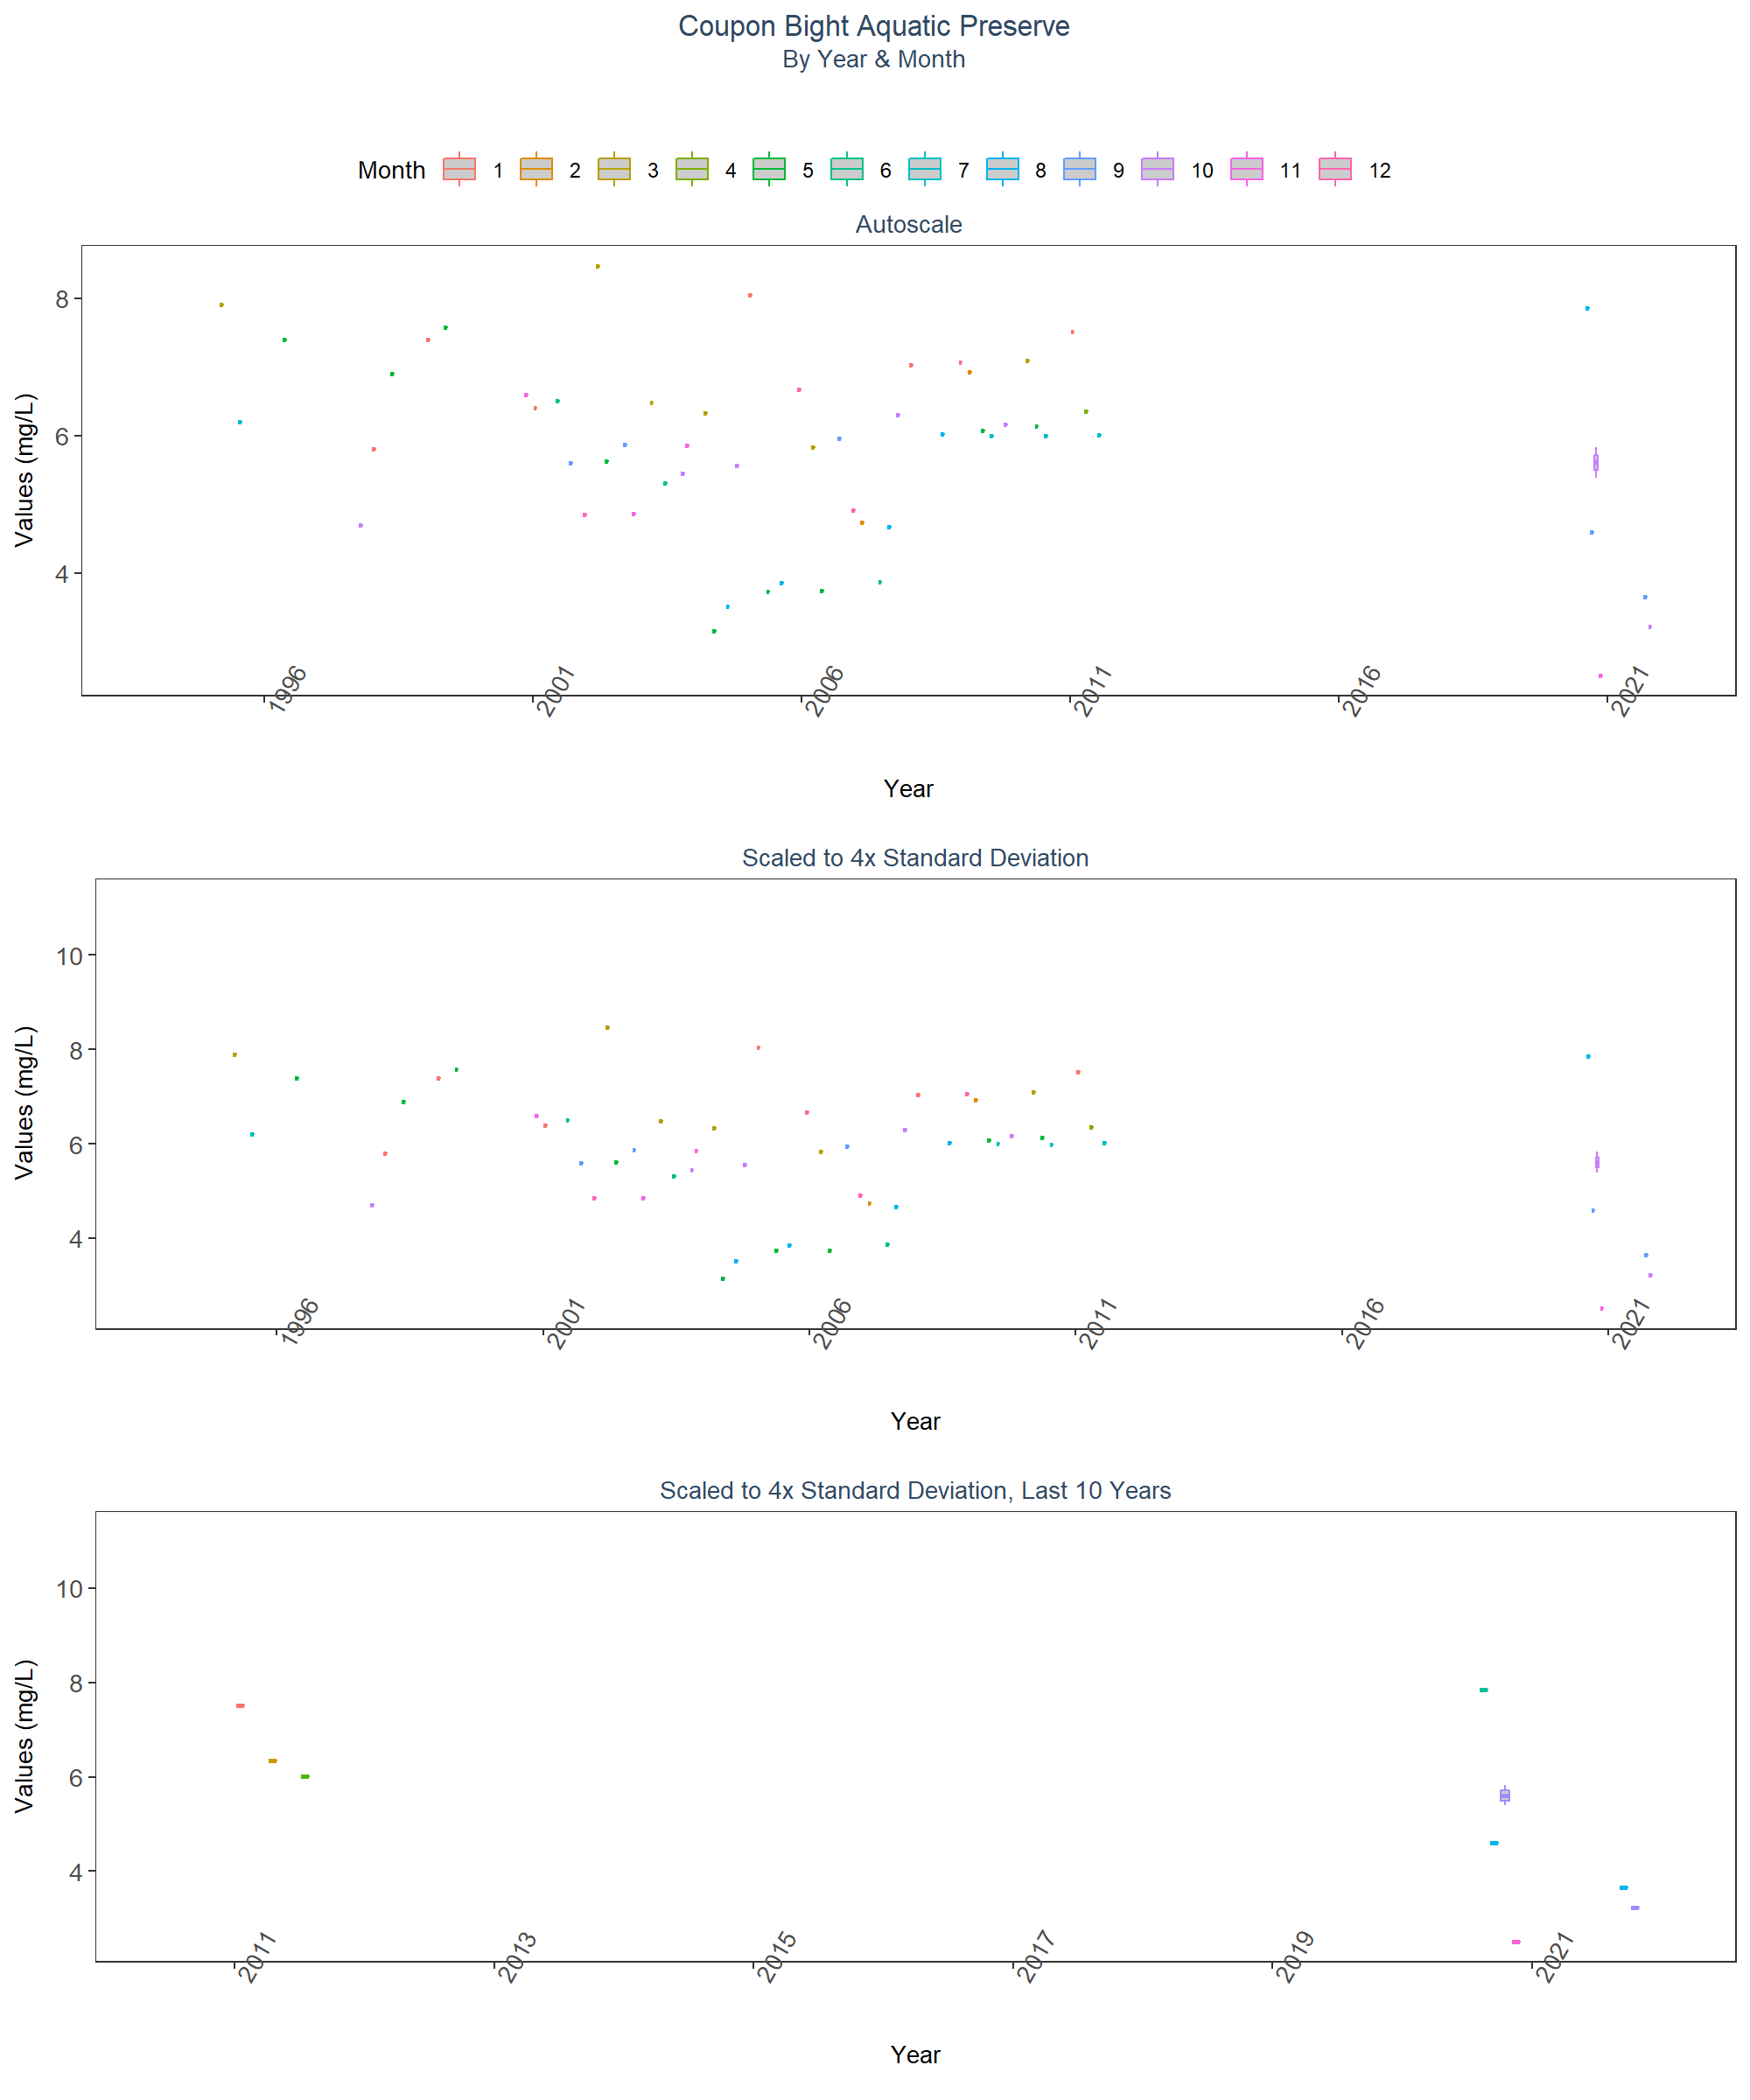 Coupon Bight Aquatic Preserve
By Year & Month
Month 1 2 3 4 5 6 7 8 9 10 11 12
Autoscale
Values (mg/L)
8
6
4
1996 2001 2006 2011 2016 2021
Year
Scaled to 4x Standard Deviation
Values (mg/L)
10
8
6
4
1996 2001 2006 2011 2016 2021
Year
Scaled to 4x Standard Deviation, Last 10 Years
Values (mg/L)
10
8
6
4
2011 2013 2015 2017 2019 2021
Year